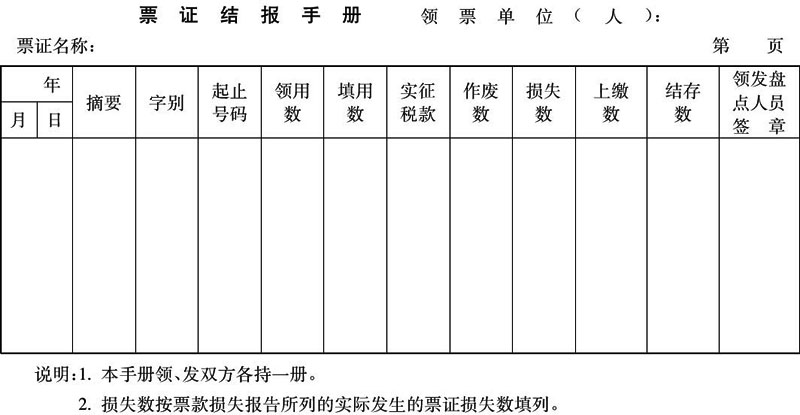 票证结报手册 领票单位(人):
票证名称: 第 页
年 月 日 摘要 字别 起止号码 领用数 填用数 实征税款 作废数 损失数 上缴数 结存数 领发盘点人员签章
说明:1. 本手册领、发双方各持一册。
2. 损失数按票款损失报告所列的实际发生的票证损失数填列。